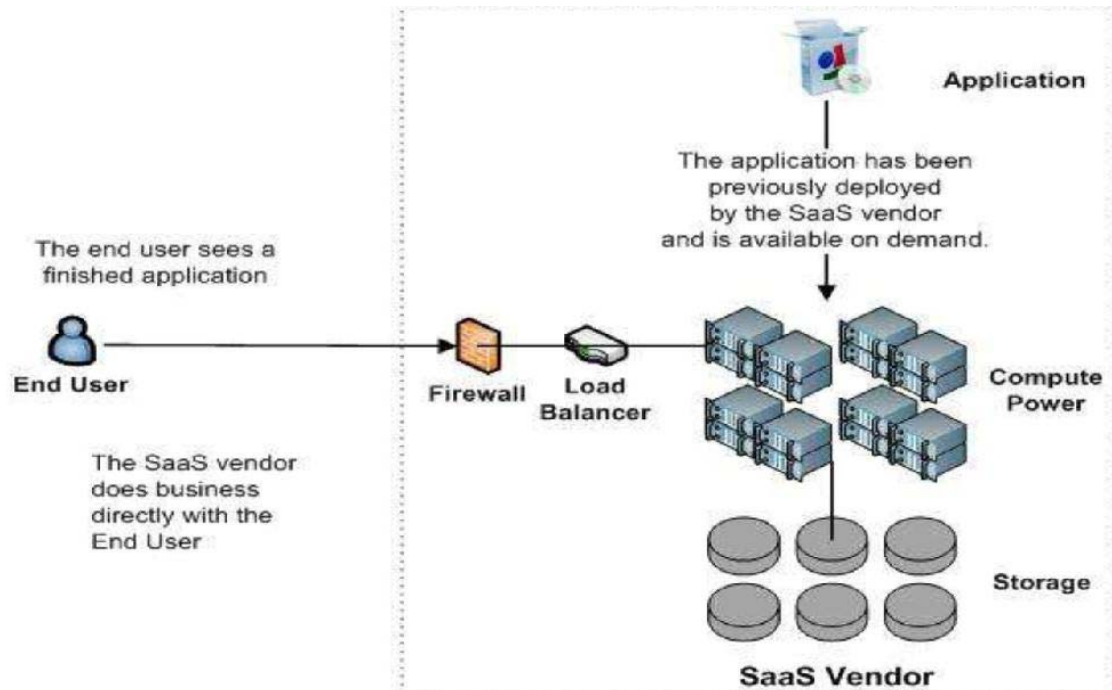 Application
The application has been
previously deployed
by the SaaS vendor
and is available on demand.
The end user sees a
finished application
End User
Firewall
Load
Balancer
Compute
Power
The SaaS vendor
does business
directly with the
End User
Storage
SaaS Vendor